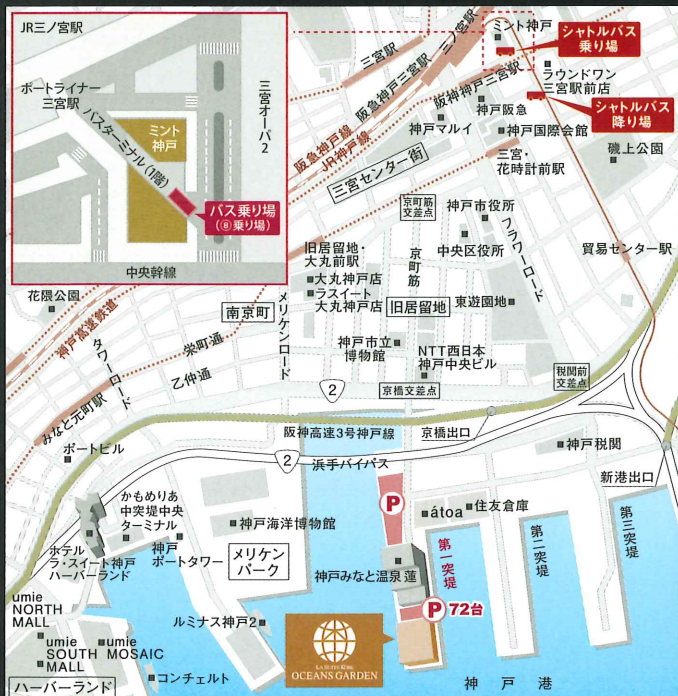 JR三ノ宮駅
ポートライナー
三宮駅
三宮オーパ2
バスターミナル(1階)
ミント
神戸
バス乗り場
(⑧乗り場)
中央幹線
三宮駅
三ノ宮駅
阪急神戸三宮駅
阪神神戸三宮駅
ミント神戸
シャトルバス
乗り場
ラウンドワン
三宮駅前店
シャトルバス
降り場
神戸阪急
神戸マルイ
神戸国際会館
阪急神戸線
JR神戸線
三宮センター街
三宮・
花時計前駅
磯上公園
京町筋
交差点
神戸市役所
中央区役所
フラワーロード
貿易センター駅
旧居留地・
大丸前駅
大丸神戸店
ラスイート
大丸神戸店
京町筋
旧居留地
東遊園地
花隈公園
神戸高速鉄道
南京町
メリケンロード
神戸市立
博物館
NTT西日本
神戸中央ビル
タワーロード
栄町通
乙仲通
みなと元町駅
2
京橋交差点
税関前
交差点
阪神高速3号神戸線
京橋出口
ポートビル
2
浜手バイパス
神戸税関
新港出口
かもめりあ
中突堤中央
ターミナル
神戸海洋博物館
P
átoa
住友倉庫
第一突堤
第二突堤
第三突堤
ホテル
ラ・スイート神戸
ハーバーランド
神戸
ポートタワー
メリケン
パーク
神戸みなと温泉 蓮
P 72台
umie
NORTH
MALL
ルミナス神戸2
umie
SOUTH
MALL
umie
MOSAIC
コンチェルト
LA SUITE KOBE
OCEANS GARDEN
ハーバーランド
神戸港